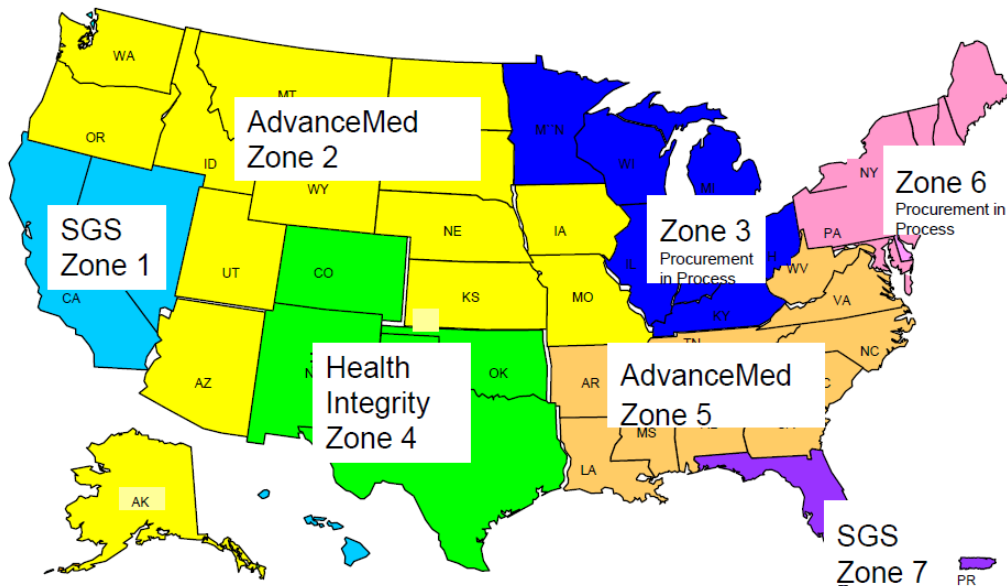 WA
MT
OR
ID
WY
AdvanceMed
Zone 2
SGS
Zone 1
CA
UT
AZ
CO
NE
KS
IA
MO
M``N
WI
MI
IL
KY
Zone 3
Procurement
in Process
H
NY
PA
Zone 6
Procurement in
Process
WV
VA
NC
TN
C
Health
Integrity
Zone 4
N
OK
AR
LA
MS
AdvanceMed
Zone 5
AK
SGS
Zone 7
PR